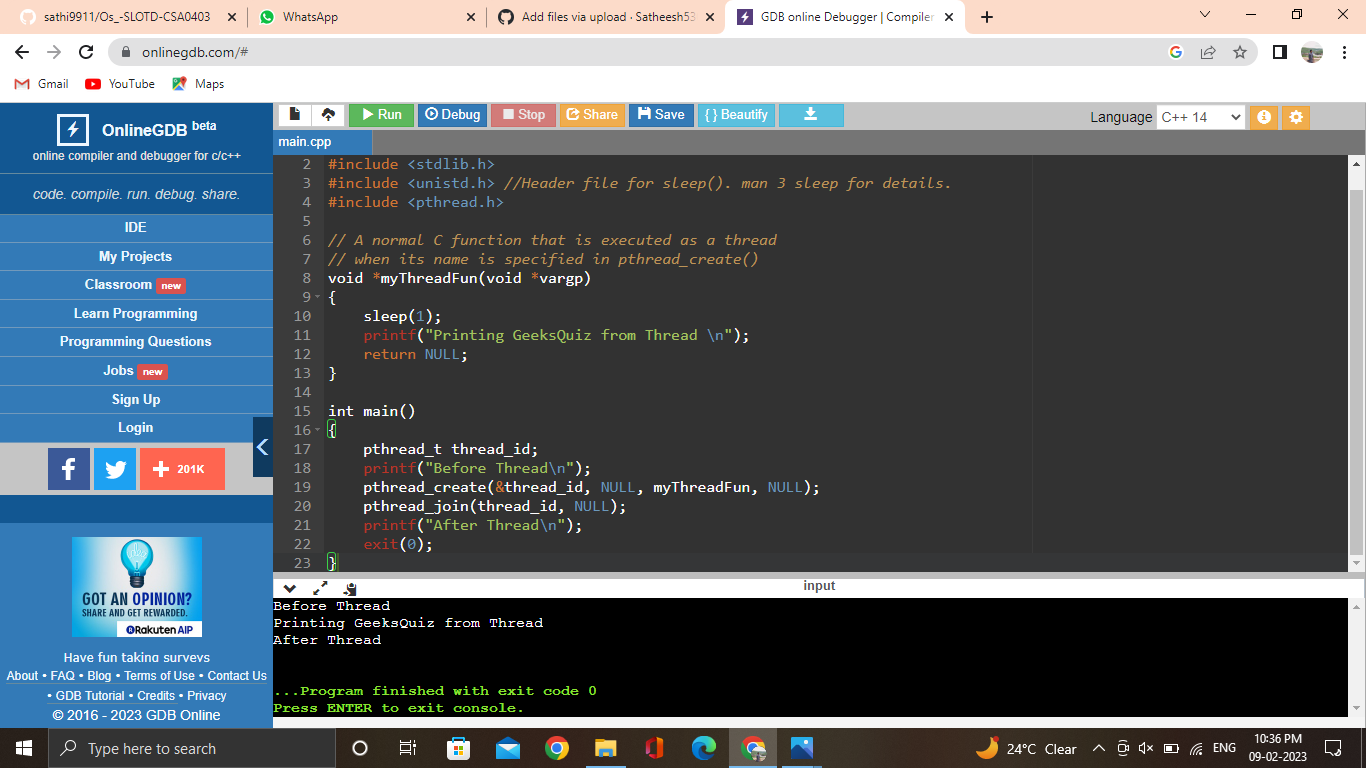 sathi9911/Os_-SLOTD-CSA0403
WhatsApp
Add files via upload · Satheesh53
GDB online Debugger | Compiler
onlinegdb.com/#
Gmail
YouTube
Maps
OnlineGDB beta
online compiler and debugger for c/c++
code. compile. run. debug. share.
IDE
My Projects
Classroom new
Learn Programming
Programming Questions
Jobs new
Sign Up
Login
f
201K
GOT AN OPINION?
SHARE AND GET REWARDED.
Rakuten AIP
Have fun taking surveys
About • FAQ • Blog • Terms of Use • Contact Us
• GDB Tutorial • Credits • Privacy
© 2016 - 2023 GDB Online
Run
Debug
Stop
Share
Save
{ } Beautify
Language C++ 14
main.cpp
2 #include <stdlib.h>
3 #include <unistd.h> //Header file for sleep(). man 3 sleep for details.
4 #include <pthread.h>
5
6 // A normal C function that is executed as a thread
7 // when its name is specified in pthread_create()
8 void *myThreadFun(void *vargp)
9 {
10 sleep(1);
11 printf("Printing GeeksQuiz from Thread \n");
12 return NULL;
13 }
14
15 int main()
16 {
17 pthread_t thread_id;
18 printf("Before Thread\n");
19 pthread_create(&thread_id, NULL, myThreadFun, NULL);
20 pthread_join(thread_id, NULL);
21 printf("After Thread\n");
22 exit(0);
23 }
input
Before Thread
Printing GeeksQuiz from Thread
After Thread
...Program finished with exit code 0
Press ENTER to exit console.
Type here to search
24°C Clear
ENG
10:36 PM
09-02-2023